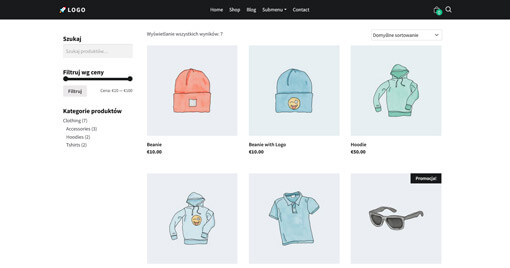 LOGO
Home Shop Blog Submenu Contact
0
Szukaj
Szukaj produktów...
Filtruj wg ceny
Filtruj
Cena: €10 — €100
Kategorie produktów
Clothing (7)
Accessories (3)
Hoodies (2)
Tshirts (2)
Wyświetlanie wszystkich wyników: 7
Domyślne sortowanie
Beanie
€10.00
Beanie with Logo
€10.00
Hoodie
€50.00
Promocja!